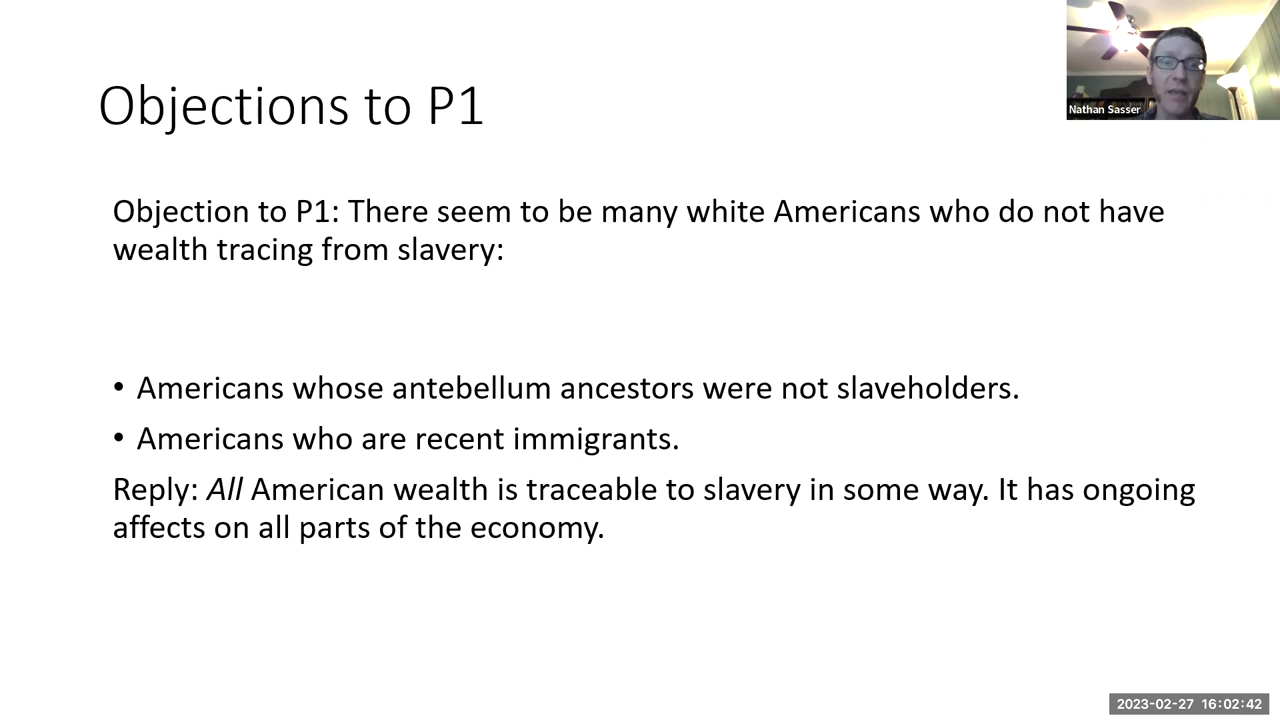 Objections to P1
Nathan Sasser
Objection to P1: There seem to be many white Americans who do not have
wealth tracing from slavery:
• Americans whose antebellum ancestors were not slaveholders.
• Americans who are recent immigrants.
Reply: All American wealth is traceable to slavery in some way. It has ongoing
affects on all parts of the economy.
2023-02-27 16:02:42